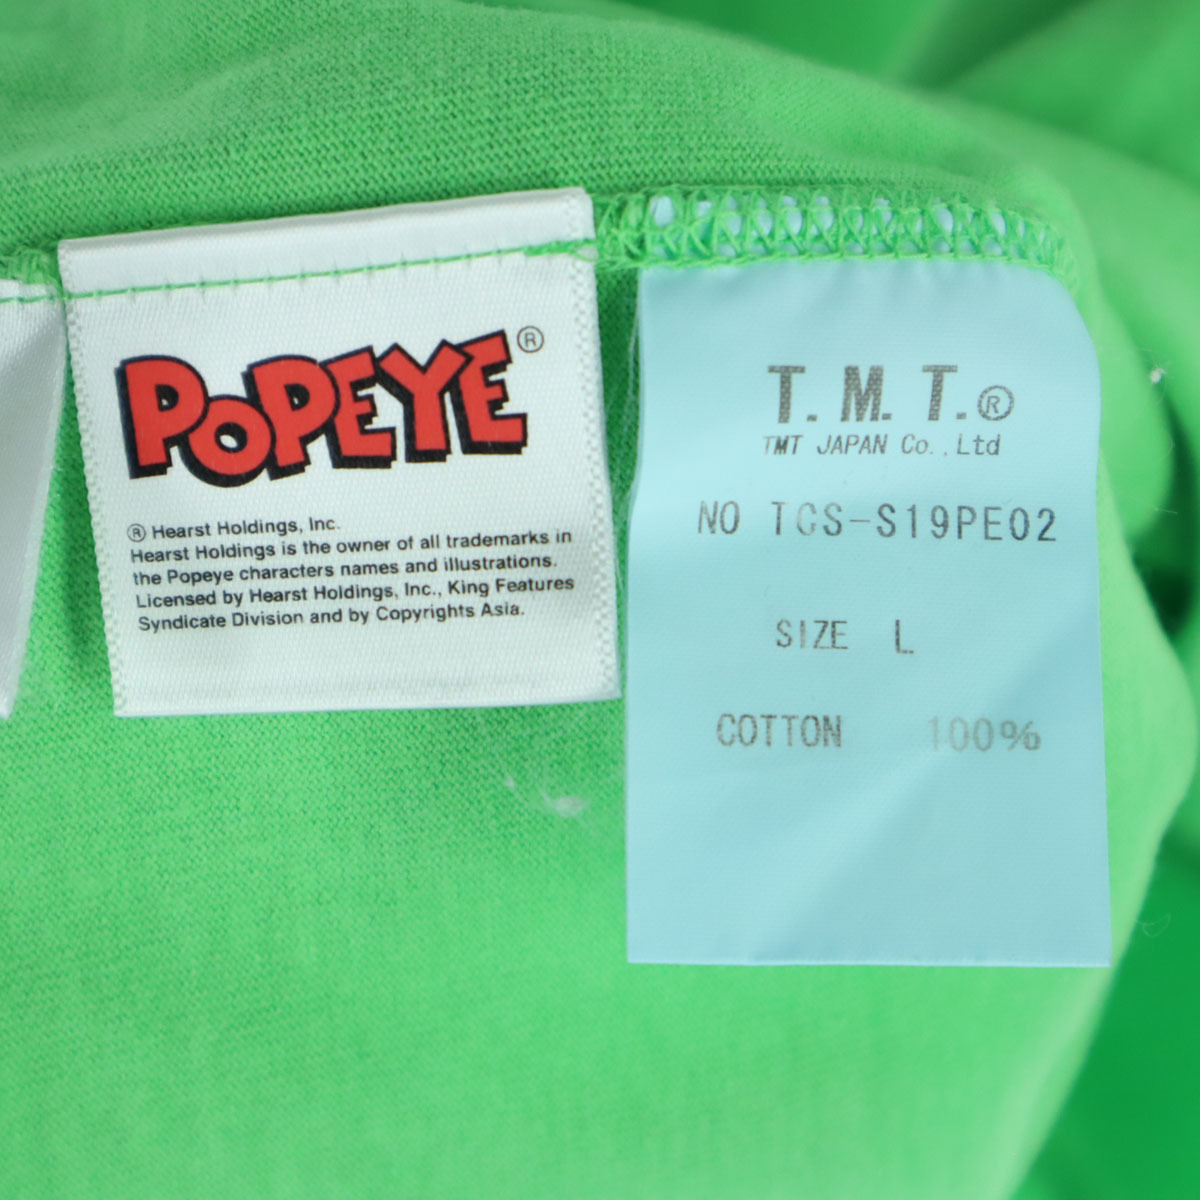 POPEYE®
® Hearst Holdings, Inc.
Hearst Holdings is the owner of all trademarks in
the Popeye characters names and illustrations.
Licensed by Hearst Holdings, Inc., King Features
Syndicate Division and by Copyrights Asia.
T.M.T.®
TMT JAPAN Co.,Ltd
NO TCS-S19PE02
SIZE L
COTTON 100%